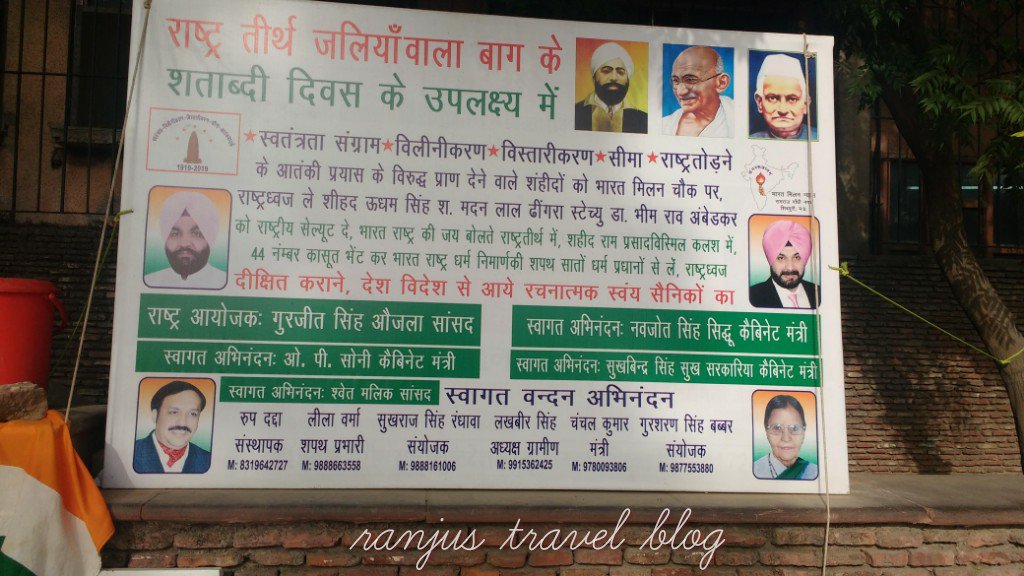 राष्ट्र तीर्थ जलियाँवाला बाग के
शताब्दी दिवस के उपलक्ष्य में
1919-2019
★स्वतंत्रता संग्राम★विलीनीकरण★विस्तारीकरण★सीमा ★राष्ट्रतोड़ने
के आतंकी प्रयास के विरुद्ध प्राण देने वाले शंहीदों को भारत मिलन चौक पर,
राष्ट्रध्वज ले शीहद ऊधम सिंह श. मदन लाल ढींगरा स्टेच्यु डा. भीम राव अंबेडकर
को राष्ट्रीय सेल्यूट दे, भारत राष्ट्र की जय बोलते राष्ट्रतीर्थ में, शहीद राम प्रसादविस्मिल कलश में,
44 नम्बर कासूत भेंट कर भारत राष्ट्र धर्म निमार्णकी शपथ सातों धर्म प्रधानों से लें, राष्ट्रध्वज
दीक्षित कराने, देश विदेश से आये रचनात्मक स्वंय सैनिकों का
भारत मिलन
राष्ट्र आयोजकः गुरजीत सिंह औजला सांसद
स्वागत अभिनंदनः नवजोत सिंह सिद्धू कैबिनेट मंत्री
स्वागत अभिनंदनः ओ. पी. सोनी कैबिनेट मंत्री
स्वागत अभिनंदनः सुखबिन्द्र सिंह सुख सरकारिया कैबिनेट मंत्री
स्वागत अभिनंदनः श्वेत मलिक सांसद
स्वागत वन्दन अभिनंदन
रुप दद्दा लीला वर्मा सुखराज सिंह रंधावा लखबीर सिंह चंचल कुमार गुरशरण सिंह बब्बर
संस्थापक शपथ प्रभारी संयोजक अध्यक्ष ग्रामीण मंत्री संयोजक
M: 8319642727 M: 9888663558 M: 9888161006 M: 9915362425 M: 9780093806 M: 9877553880
ranjus travel blog